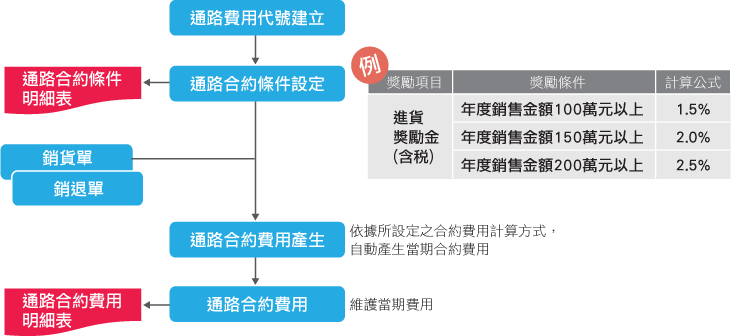 通路費用代號建立
通路合約條件設定
通路合約條件
明細表
例
獎勵項目 獎勵條件 計算公式
進貨
獎勵金
(含稅)
年度銷售金額100萬元以上 1.5%
年度銷售金額150萬元以上 2.0%
年度銷售金額200萬元以上 2.5%
銷貨單
銷退單
通路合約費用產生
依據所設定之合約費用計算方式，
自動產生當期合約費用
通路合約費用
明細表
通路合約費用
維護當期費用